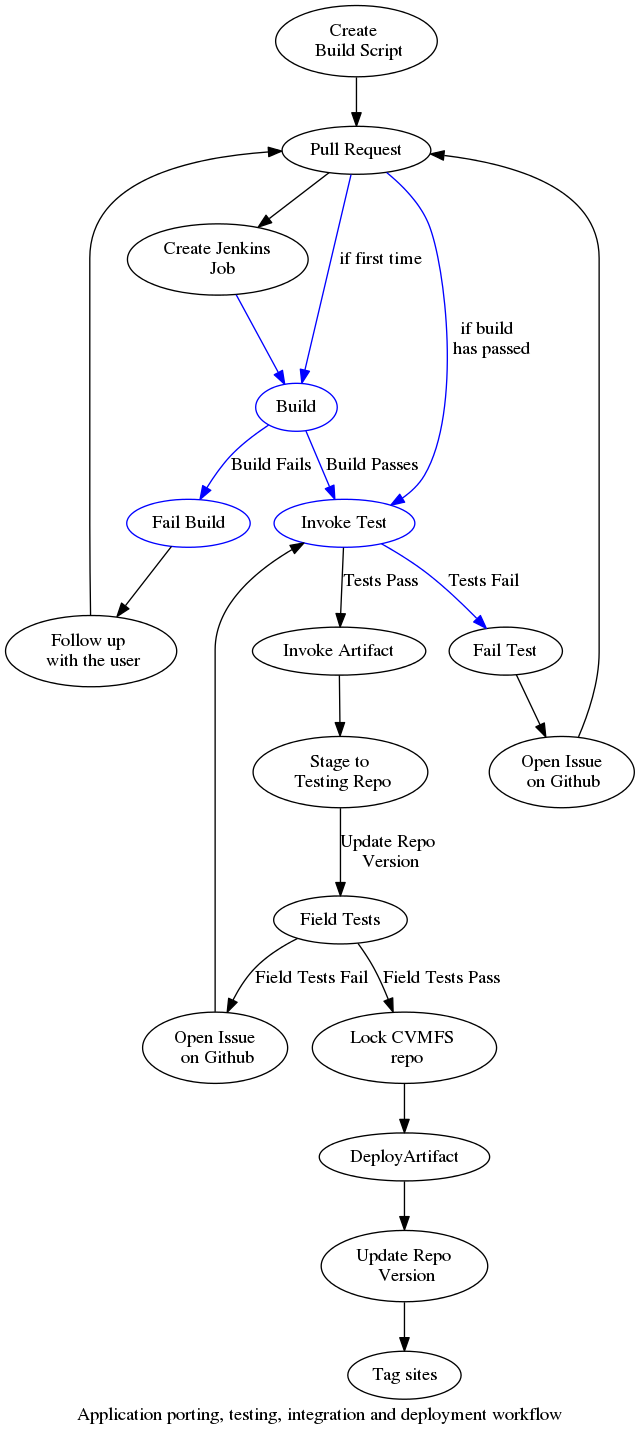 Create
Build Script
Pull Request
Create Jenkins
Job
if first time
if build
has passed
Build
Build Fails
Build Passes
Fail Build
Invoke Test
Tests Pass
Tests Fail
Follow up
with the user
Invoke Artifact
Fail Test
Stage to
Testing Repo
Open Issue
on Github
Update Repo
Version
Field Tests
Field Tests Fail
Field Tests Pass
Open Issue
on Github
Lock CVMFS
repo
DeployArtifact
Update Repo
Version
Tag sites
Application porting, testing, integration and deployment workflow